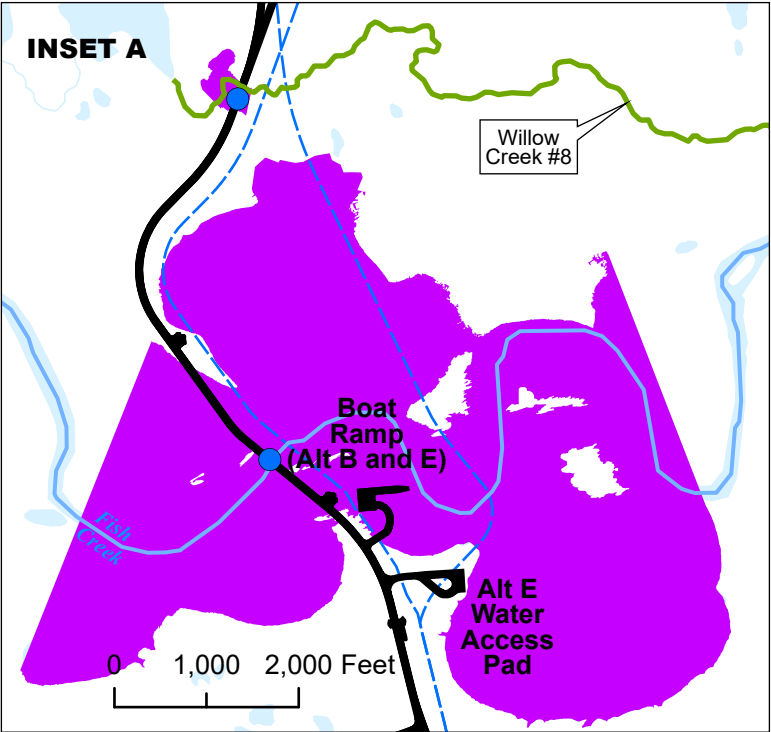 INSET A
Willow
Creek #8
Boat
Ramp
(Alt B and E)
Fish
Creek
Alt E
Water
Access
Pad
0 1,000 2,000 Feet